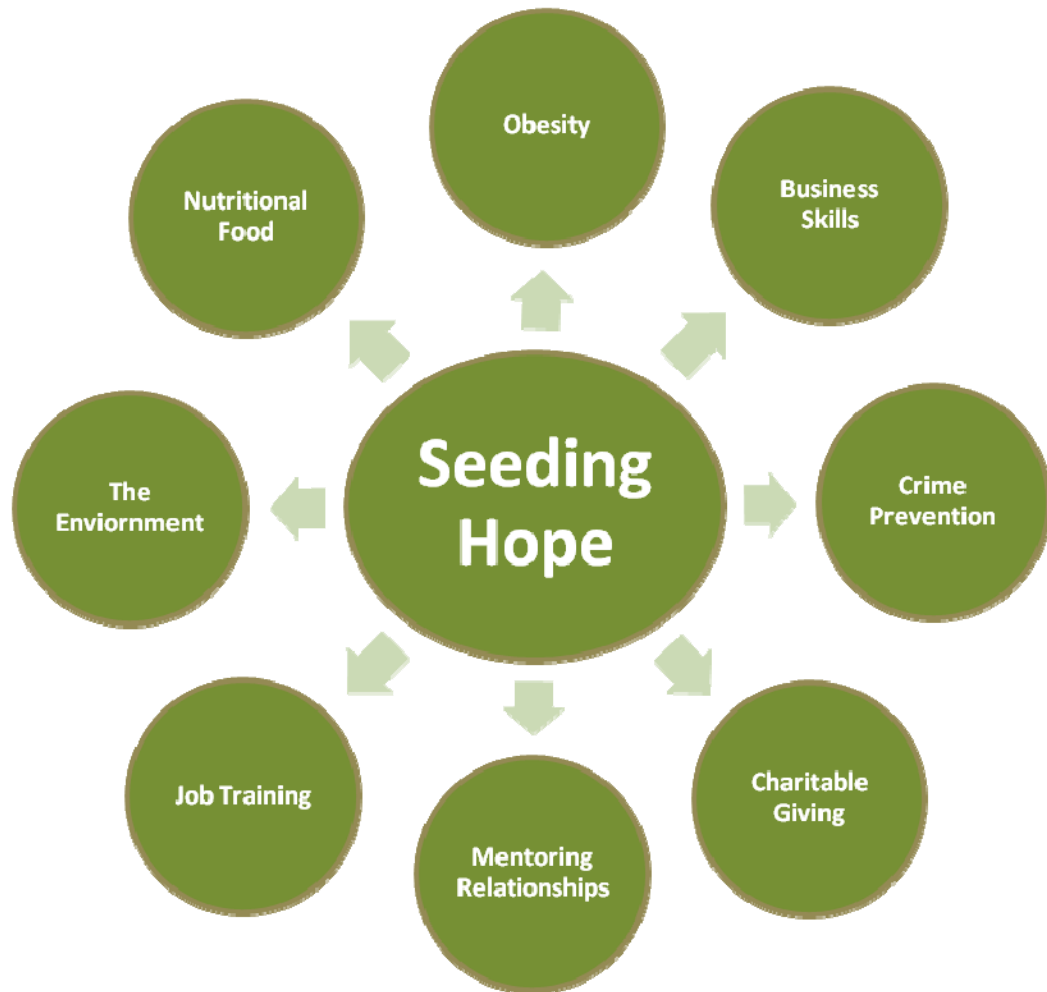 Obesity
Business
Skills
Nutritional
Food
Seeding
Hope
Crime
Prevention
The
Enviornment
Job Training
Charitable
Giving
Mentoring
Relationships